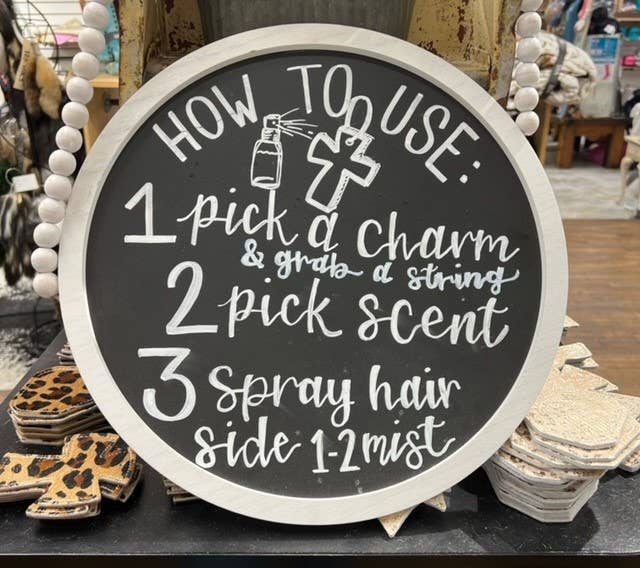 HOW TO USE:
1 pick a charm
& grab a string
2 pick scent
3 Spray hair
side 1-2 mist